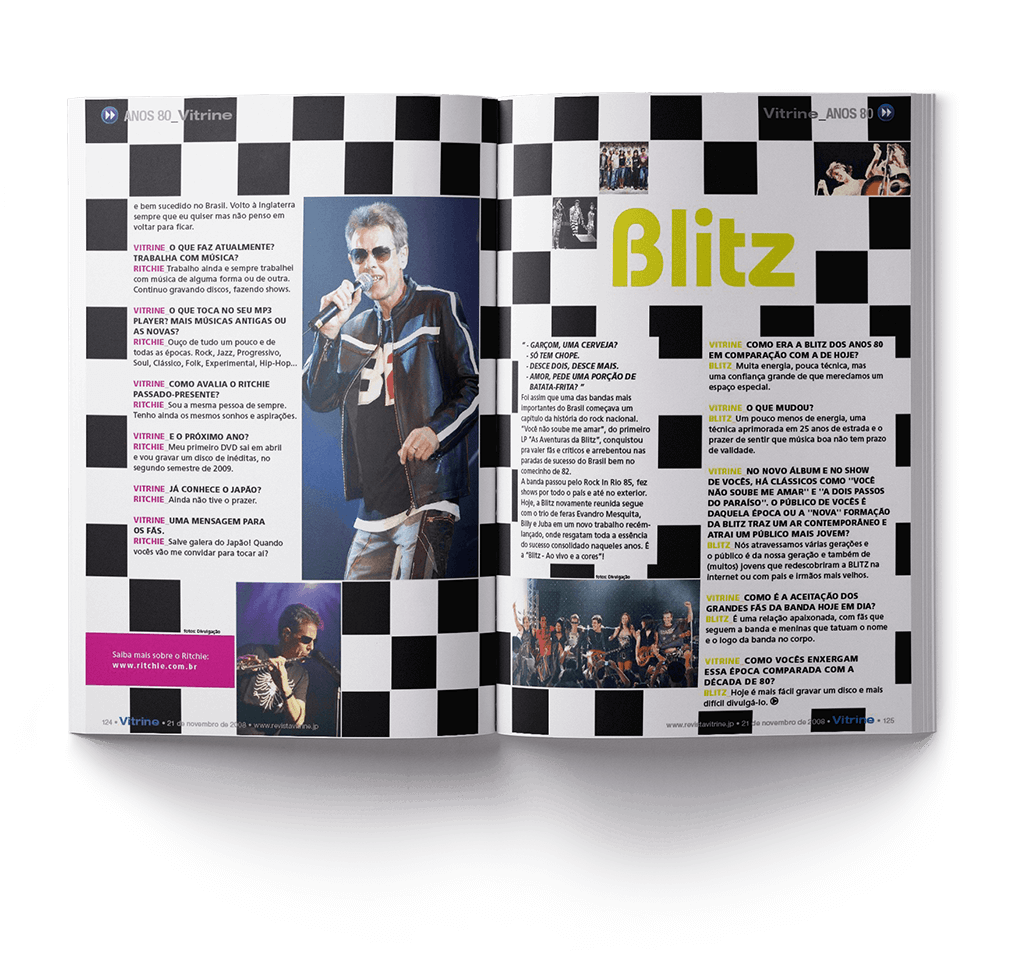 ANOS 80_Vitrine
e bem sucedido no Brasil. Volto à Inglaterra
sempre que eu quiser mas não penso em
voltar para ficar.
VITRINE_O QUE FAZ ATUALMENTE?
TRABALHA COM MÚSICA?
RITCHIE_Trabalho ainda e sempre trabalhei
com música de alguma forma ou de outra.
Continuo gravando discos, fazendo shows.
VITRINE_O QUE TOCA NO SEU MP3
PLAYER? MAIS MÚSICAS ANTIGAS OU
AS NOVAS?
RITCHIE_Ouço de tudo um pouco e de
todas as épocas. Rock, Jazz, Progressivo,
Soul, Clássico, Folk, Experimental, Hip-Hop...
VITRINE_COMO AVALIA O RITCHIE
PASSADO-PRESENTE?
RITCHIE_Sou a mesma pessoa de sempre.
Tenho ainda os mesmos sonhos e aspirações.
VITRINE_E O PRÓXIMO ANO?
RITCHIE_Meu primeiro DVD sai em abril
e vou gravar um disco de inéditas, no
segundo semestre de 2009.
VITRINE_JÁ CONHECE O JAPÃO?
RITCHIE_Ainda não tive o prazer.
VITRINE_UMA MENSAGEM PARA
OS FÃS.
RITCHIE_Salve galera do Japão! Quando
vocês vão me convidar para tocar aí?
fotos: Divulgação
Saiba mais sobre o Ritchie:
www.ritchie.com.br
124 • Vitrine • 21 de novembro de 2008 • www.revistavitrine.jp
Vitrine_ANOS 80
Blitz
" - GARÇOM, UMA CERVEJA?
- SÓ TEM CHOPE.
- DESCE DOIS, DESCE MAIS.
- AMOR, PEDE UMA PORÇÃO DE
BATATA-FRITA? "
Foi assim que uma das bandas mais
importantes do Brasil começava um
capítulo da história do rock nacional.
"Você não soube me amar", do primeiro
LP "As Aventuras da Blitz", conquistou
pra valer fãs e críticos e arrebentou nas
paradas de sucesso do Brasil bem no
comecinho de 82.
A banda passou pelo Rock In Rio 85, fez
shows por todo o país e até no exterior.
Hoje, a Blitz novamente reunida segue
com o trio de feras Evandro Mesquita,
Billy e Juba em um novo trabalho recém-
lançado, onde resgatam toda a essência
do sucesso consolidado naqueles anos. É
a "Blitz - Ao vivo e a cores"!
fotos: Divulgação
VITRINE_COMO ERA A BLITZ DOS ANOS 80
EM COMPARAÇÃO COM A DE HOJE?
BLITZ_Muita energia, pouca técnica, mas
uma confiança grande de que merecíamos um
espaço especial.
VITRINE_O QUE MUDOU?
BLITZ_Um pouco menos de energia, uma
técnica aprimorada em 25 anos de estrada e o
prazer de sentir que música boa não tem prazo
de validade.
VITRINE_NO NOVO ÁLBUM E NO SHOW
DE VOCÊS, HÁ CLÁSSICOS COMO "VOCÊ
NÃO SOUBE ME AMAR" E "A DOIS PASSOS
DO PARAÍSO". O PÚBLICO DE VOCÊS É
DAQUELA ÉPOCA OU A "NOVA" FORMAÇÃO
DA BLITZ TRAZ UM AR CONTEMPORÂNEO E
ATRAI UM PÚBLICO MAIS JOVEM?
BLITZ_Nós atravessamos várias gerações e
o público é da nossa geração e também de
(muitos) jovens que redescobriram a BLITZ na
internet ou com pais e irmãos mais velhos.
VITRINE_COMO É A ACEITAÇÃO DOS
GRANDES FÃS DA BANDA HOJE EM DIA?
BLITZ_É uma relação apaixonada, com fãs que
seguem a banda e meninas que tatuam o nome
e o logo da banda no corpo.
VITRINE_COMO VOCÊS ENXERGAM
ESSA ÉPOCA COMPARADA COM A
DÉCADA DE 80?
BLITZ_Hoje é mais fácil gravar um disco e mais
difícil divulgá-lo.
www.revistavitrine.jp • 21 de novembro de 2008 • Vitrine • 125